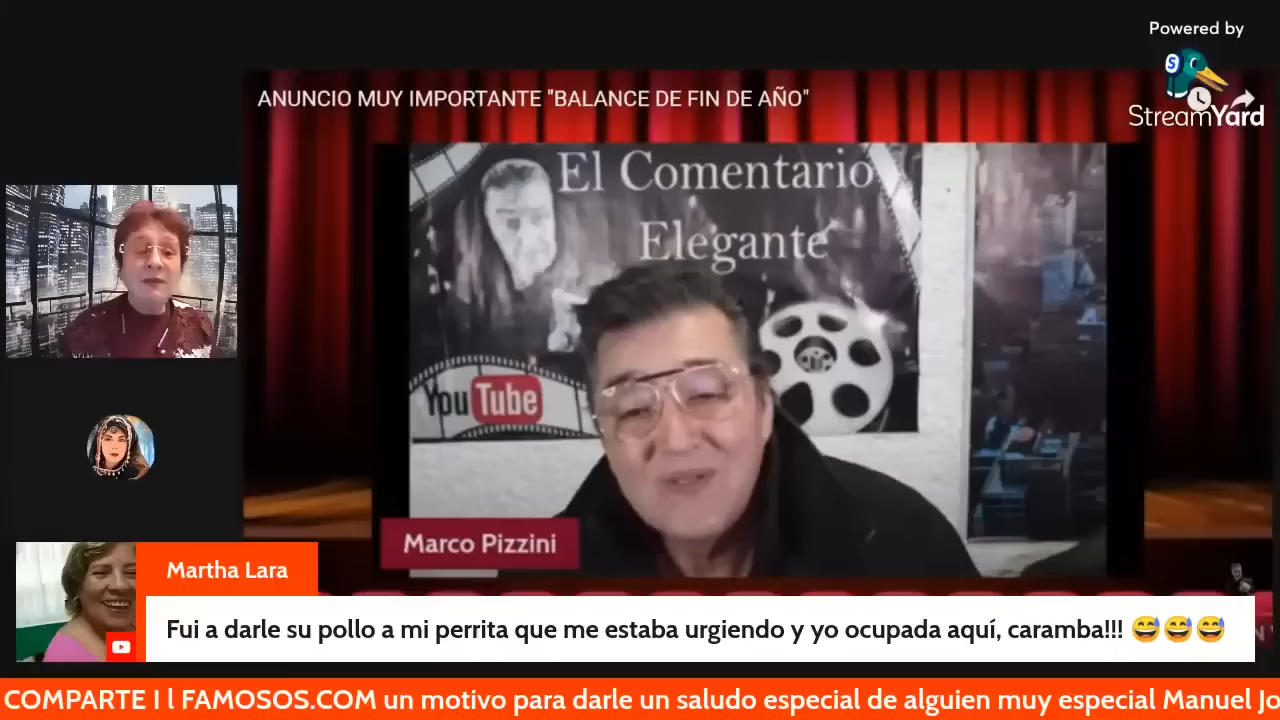 Powered by
StreamYard
ANUNCIO MUY IMPORTANTE "BALANCE DE FIN DE AÑO"
El Comentario
Elegante
YouTube
Marco Pizzini
Martha Lara
Fui a darle su pollo a mi perrita que me estaba urgiendo y yo ocupada aquí, caramba!!! 😅😅😅
COMPARTE I l FAMOSOS.COM un motivo para darle un saludo especial de alguien muy especial Manuel Jo